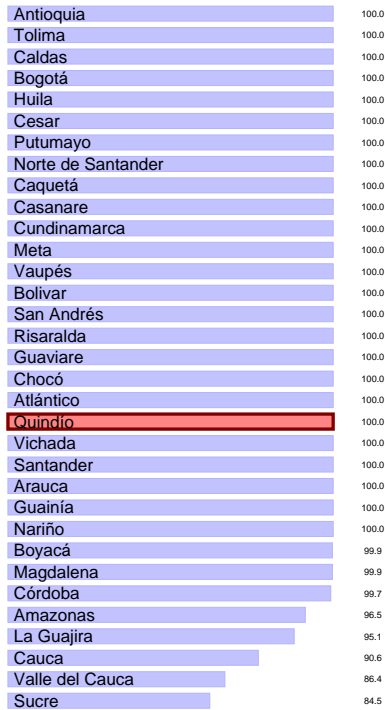 Antioquia 100.0
Tolima 100.0
Caldas 100.0
Bogotá 100.0
Huila 100.0
Cesar 100.0
Putumayo 100.0
Norte de Santander 100.0
Caquetá 100.0
Casanare 100.0
Cundinamarca 100.0
Meta 100.0
Vaupés 100.0
Bolivar 100.0
San Andrés 100.0
Risaralda 100.0
Guaviare 100.0
Chocó 100.0
Atlántico 100.0
Quindío 100.0
Vichada 100.0
Santander 100.0
Arauca 100.0
Guainía 100.0
Nariño 100.0
Boyacá 99.9
Magdalena 99.9
Córdoba 99.7
Amazonas 96.5
La Guajira 95.1
Cauca 90.6
Valle del Cauca 86.4
Sucre 84.5